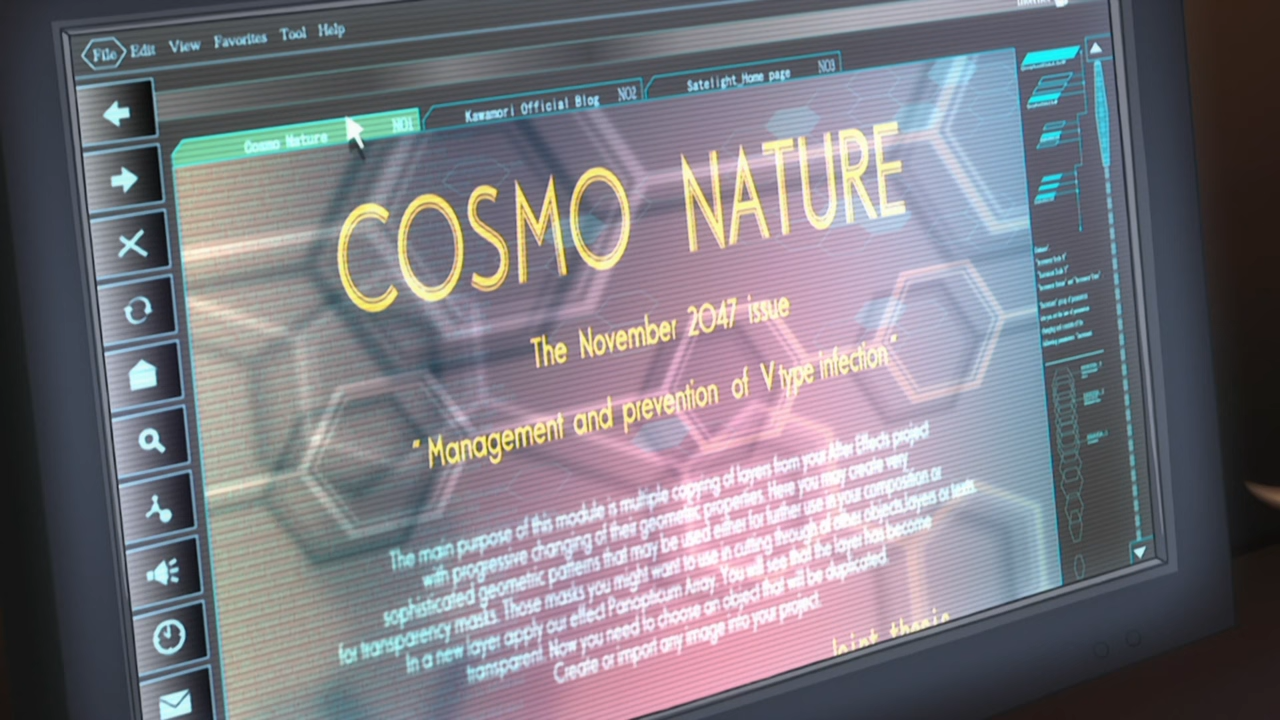 File Edit View Favorites Tool Help
Cosmo Nature NO1
Kawamori Official Blog NO2
Satelight_Home page NO3
COSMO NATURE
The November 2047 issue
"Management and prevention of V type infection"
The main purpose of this module is multiple copying of layers from your After Effects project
with progressive changing of their geometric properties. Here you may create very
sophisticated geometric patterns that may be used either for further use in your composition or
for transparency masks. Those masks you might want to use in cutting through of other objects,layers or texts.
In a new layer apply our effect Panopticum Array. You will see that the layer has become
transparent. Now you need to choose an object that will be duplicated.
Create or import any image into your project.
Joint thesis